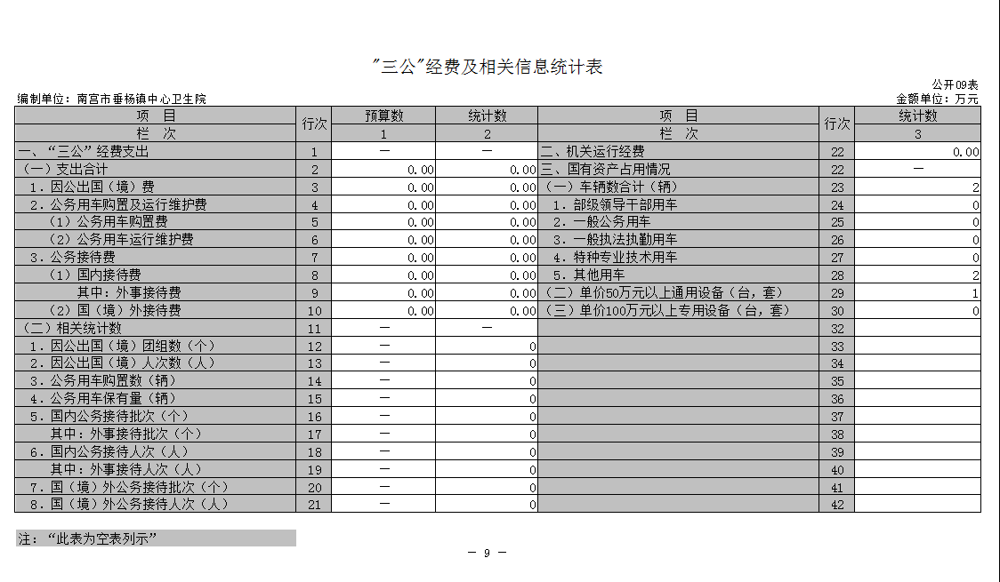 "三公"经费及相关信息统计表
公开09表
编制单位：南宫市垂杨镇中心卫生院 金额单位：万元
项 目 行次 预算数 统计数 项 目 行次 统计数
栏 次 1 2 栏 次 3
一、“三公”经费支出 1 — — 二、机关运行经费 22 0.00
（一）支出合计 2 0.00 0.00 三、国有资产占用情况 22 —
1．因公出国（境）费 3 0.00 0.00 （一）车辆数合计（辆） 23 2
2．公务用车购置及运行维护费 4 0.00 0.00 1．部级领导干部用车 24 0
（1）公务用车购置费 5 0.00 0.00 2．一般公务用车 25 0
（2）公务用车运行维护费 6 0.00 0.00 3．一般执法执勤用车 26 0
3．公务接待费 7 0.00 0.00 4．特种专业技术用车 27 0
（1）国内接待费 8 0.00 0.00 5．其他用车 28 2
其中：外事接待费 9 0.00 0.00 （二）单价50万元以上通用设备（台，套） 29 1
（2）国（境）外接待费 10 0.00 0.00 （三）单价100万元以上专用设备（台，套） 30 0
（二）相关统计数 11 — — 32
1．因公出国（境）团组数（个） 12 — 0 33
2．因公出国（境）人次数（人） 13 — 0 34
3．公务用车购置数（辆） 14 — 0 35
4．公务用车保有量（辆） 15 — 0 36
5．国内公务接待批次（个） 16 — 0 37
其中：外事接待批次（个） 17 — 0 38
6．国内公务接待人次（人） 18 — 0 39
其中：外事接待人次（人） 19 — 0 40
7．国（境）外公务接待批次（个） 20 — 0 41
8．国（境）外公务接待人次（人） 21 — 0 42
注：“此表为空表列示”
— 9 —